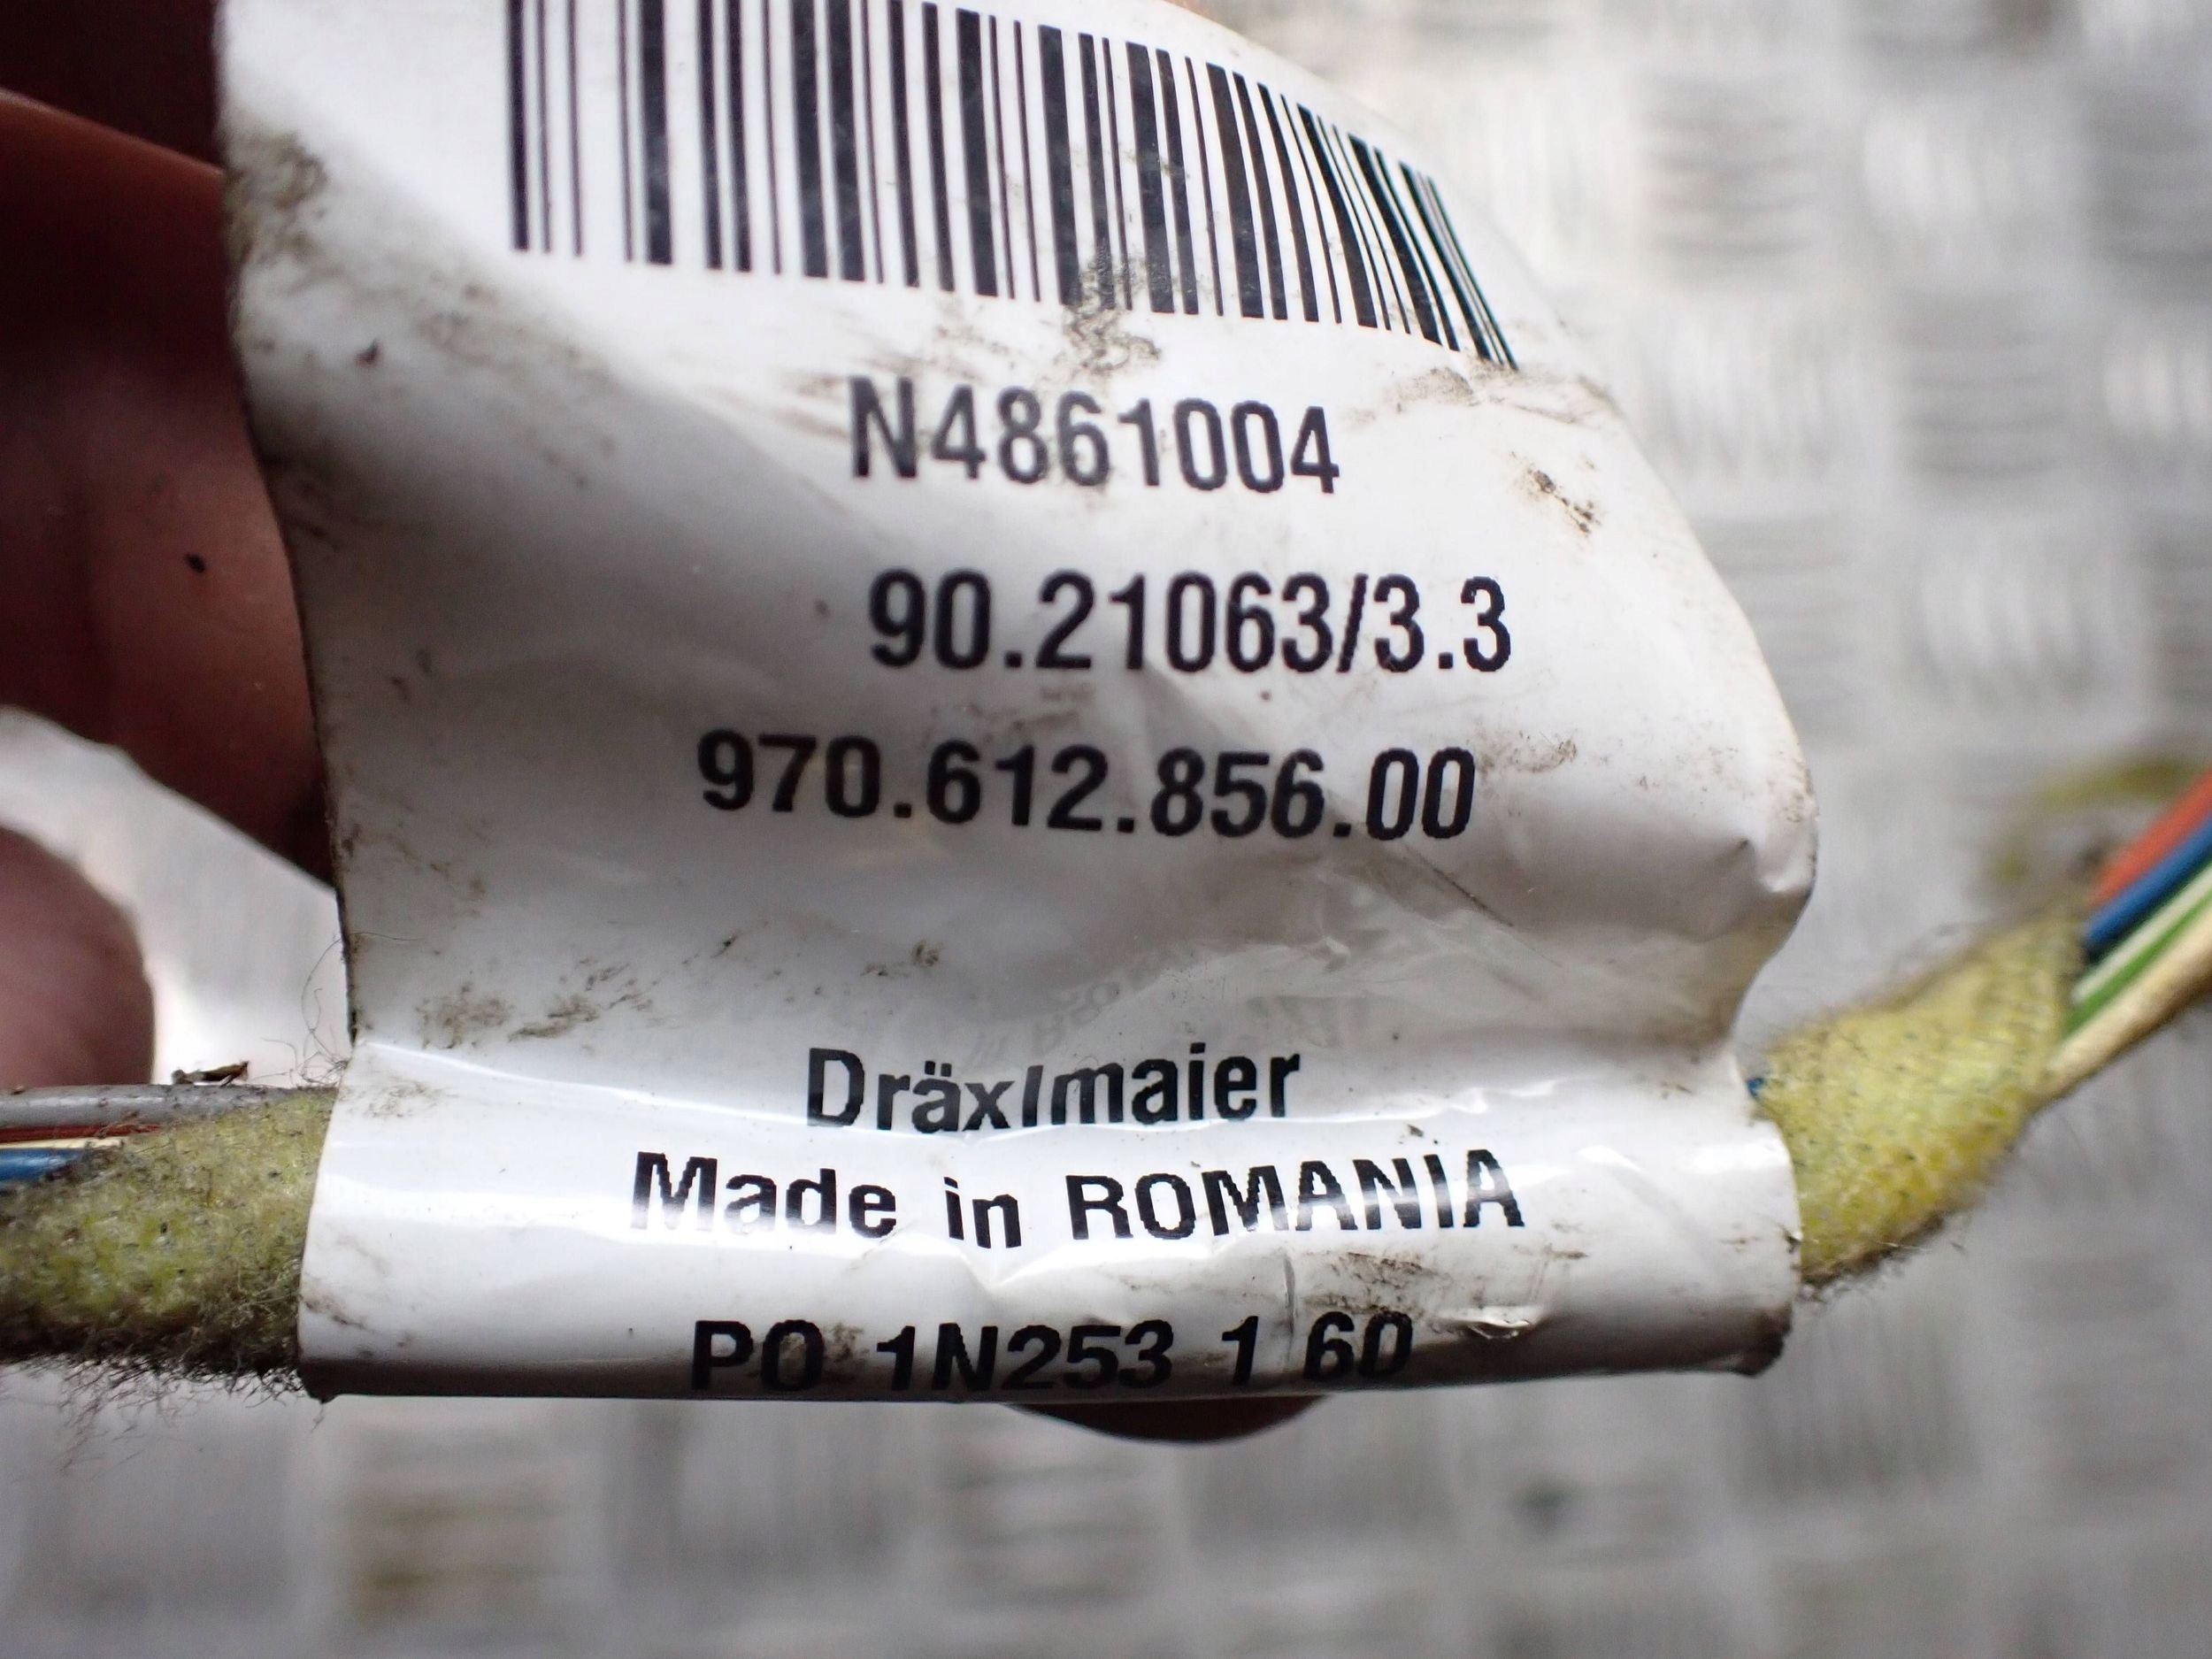 N4861004
90.21063/3.3
970.612.856.00
Dräxlmaier
Made in ROMANIA
PO 1N253 1 60